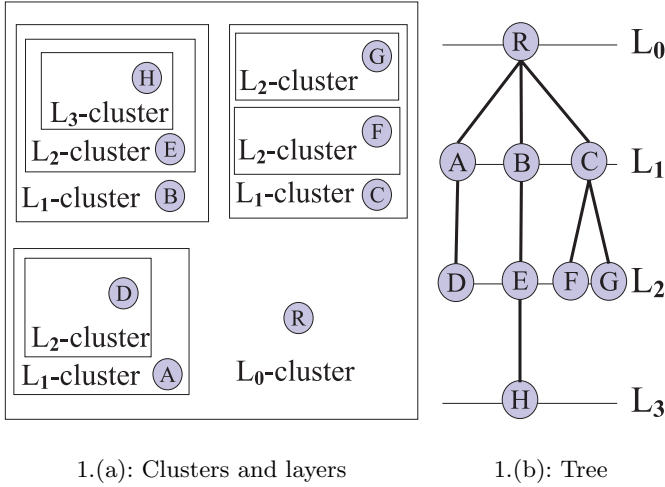 H
L3-cluster
L2-cluster E
L1-cluster B
G
L2-cluster
F
L2-cluster
L1-cluster C
D
L2-cluster
L1-cluster A
R
L0-cluster
R L0
A B C L1
D E F G L2
H L3
1.(a): Clusters and layers
1.(b): Tree